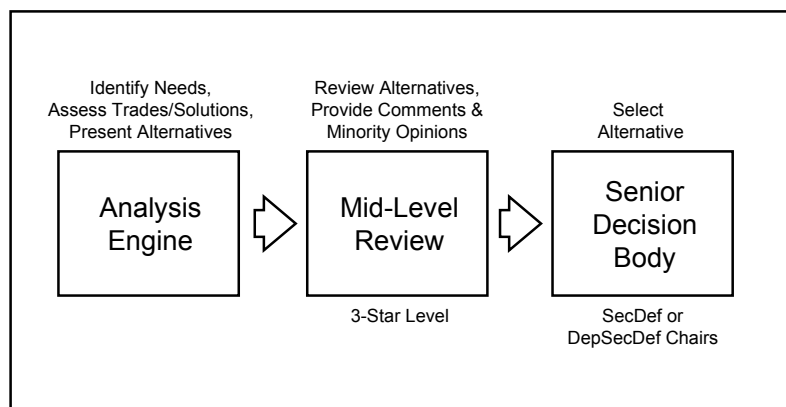 Identify Needs,
Assess Trades/Solutions,
Present Alternatives
Analysis
Engine
Review Alternatives,
Provide Comments &
Minority Opinions
Mid-Level
Review
3-Star Level
Select
Alternative
Senior
Decision
Body
SecDef or
DepSecDef Chairs